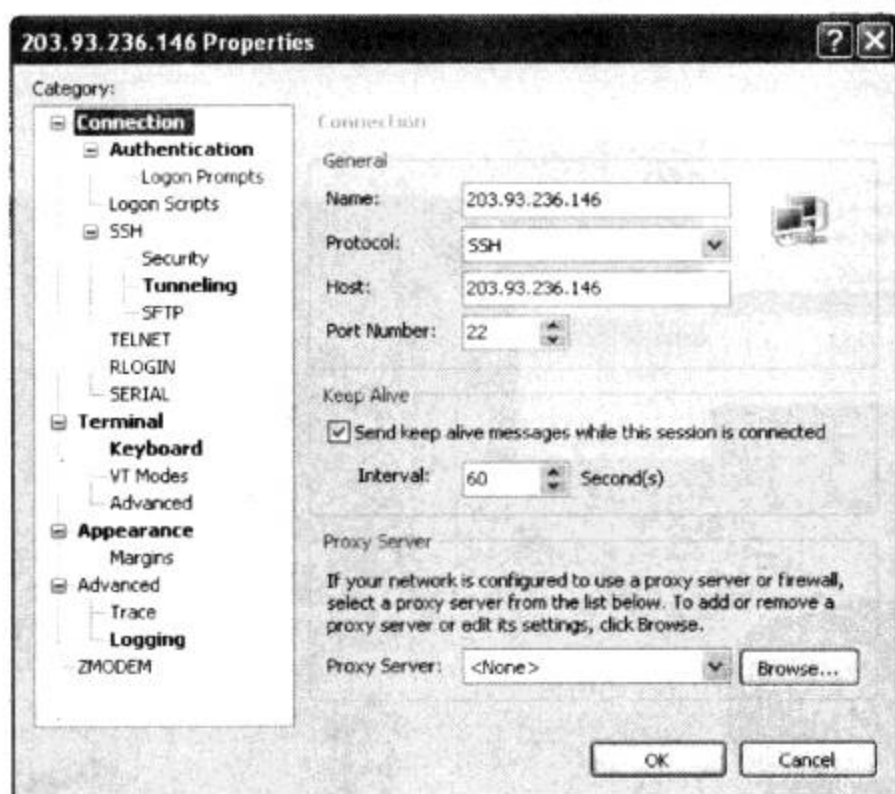 203.93.236.146 Properties
Category:
Connection
Authentication
Logon Prompts
Logon Scripts
SSH
Security
Tunneling
SFTP
TELNET
RLOGIN
SERIAL
Terminal
Keyboard
VT Modes
Advanced
Appearance
Margins
Advanced
Trace
Logging
ZMODEM
Connection
General
Name: 203.93.236.146
Protocol: SSH
Host: 203.93.236.146
Port Number: 22
Keep Alive
Send keep alive messages while this session is connected
Interval: 60 Second(s)
Proxy Server
If your network is configured to use a proxy server or firewall,
select a proxy server from the list below. To add or remove a
proxy server or edit its settings, click Browse.
Proxy Server: <None> Browse...
OK Cancel